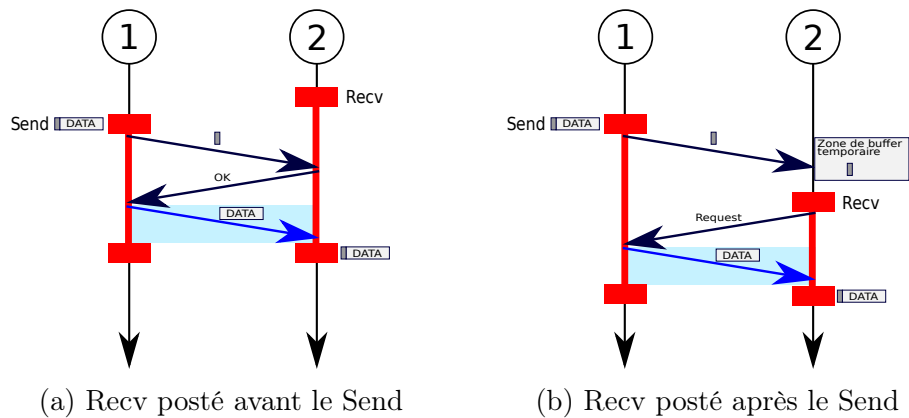 1
2
Recv
Send
DATA
OK
DATA
DATA
(a) Recv posté avant le Send
1
2
Send
DATA
Zone de buffer
temporaire
Recv
Request
DATA
DATA
(b) Recv posté après le Send